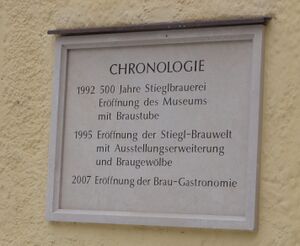 CHRONOLOGIE
1992 500 Jahre Stieglbrauerei
Eröffnung des Museums
mit Braustube
1995 Eröffnung der Stiegl-Brauwelt
mit Ausstellungserweiterung
und Braugewölbe
2007 Eröffnung der Brau-Gastronomie